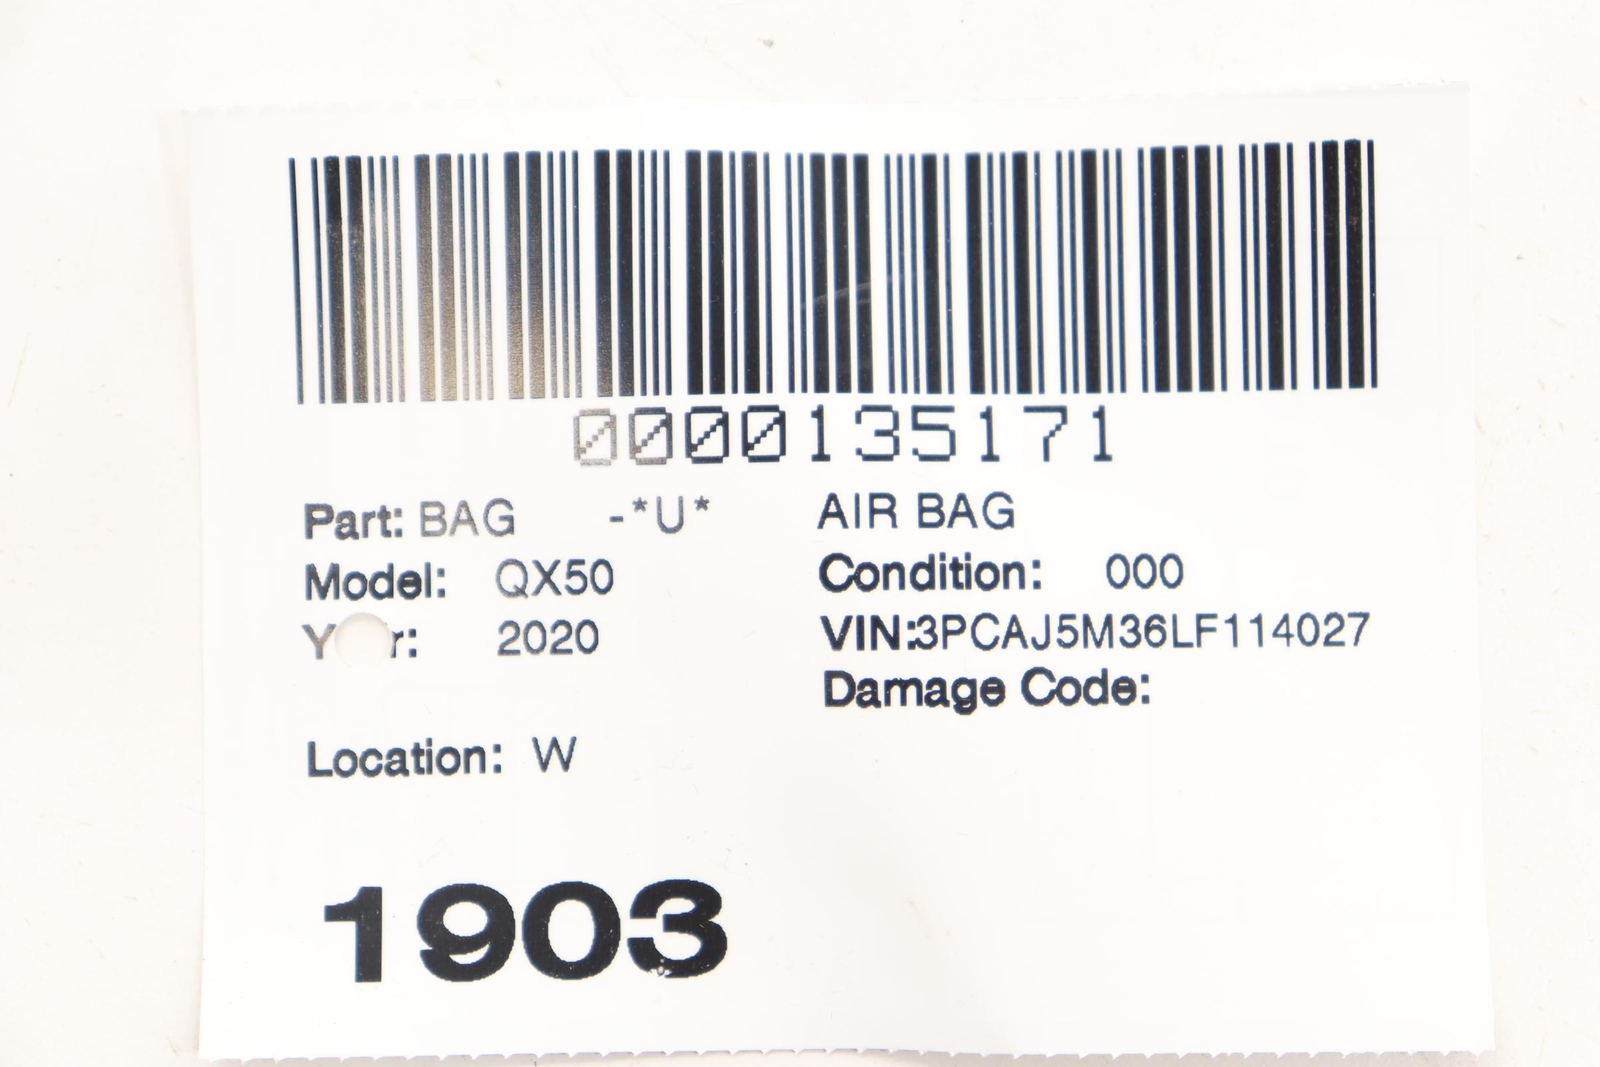 0000135171
Part: BAG -*U* AIR BAG
Model: QX50 Condition: 000
2020 VIN:3PCAJ5M36LF114027
Damage Code:
Location: W
1903